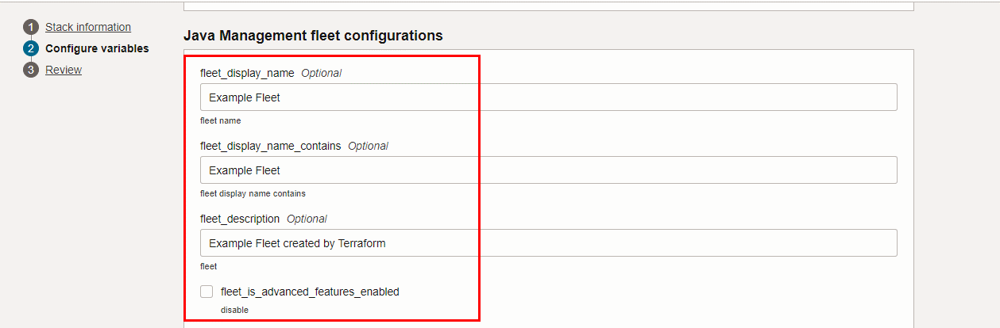 1 Stack information
2 Configure variables
3 Review
Java Management fleet configurations
fleet_display_name Optional
Example Fleet
fleet name
fleet_display_name_contains Optional
Example Fleet
fleet display name contains
fleet_description Optional
Example Fleet created by Terraform
fleet
fleet_is_advanced_features_enabled
disable